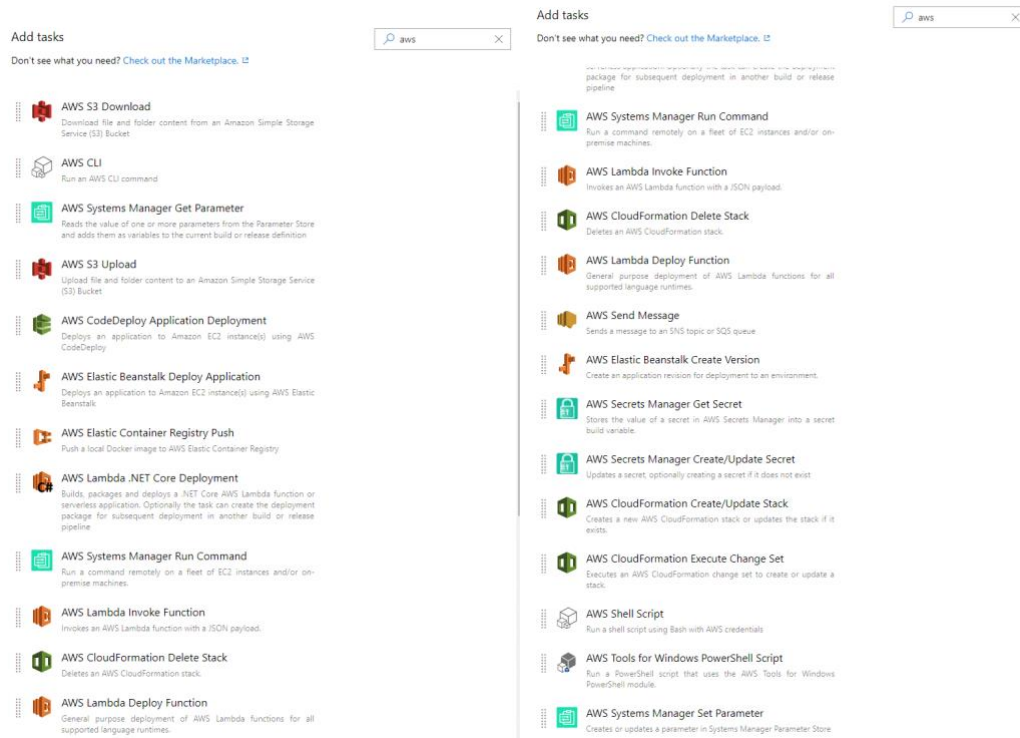 Add tasks
aws
Don't see what you need? Check out the Marketplace.
AWS S3 Download
Download file and folder content from an Amazon Simple Storage
Service (S3) Bucket
AWS CLI
Run an AWS CLI command
AWS Systems Manager Get Parameter
Reads the value of one or more parameters from the Parameter Store
and adds them as variables to the current build or release definition
AWS S3 Upload
Upload file and folder content to an Amazon Simple Storage Service
(S3) Bucket
AWS CodeDeploy Application Deployment
Deploys an application to Amazon EC2 instance(s) using AWS
CodeDeploy
AWS Elastic Beanstalk Deploy Application
Deploys an application to Amazon EC2 instance(s) using AWS Elastic
Beanstalk
AWS Elastic Container Registry Push
Push a local Docker image to AWS Elastic Container Registry
C#
AWS Lambda .NET Core Deployment
Builds, packages and deploys a .NET Core AWS Lambda function or
serverless application. Optionally the task can create the deployment
package for subsequent deployment in another build or release
pipeline
AWS Systems Manager Run Command
Run a command remotely on a fleet of EC2 instances and/or on-
premise machines.
AWS Lambda Invoke Function
Invokes an AWS Lambda function with a JSON payload.
AWS CloudFormation Delete Stack
Deletes an AWS CloudFormation stack.
AWS Lambda Deploy Function
General purpose deployment of AWS Lambda functions for all
supported language runtimes.
Add tasks
aws
Don't see what you need? Check out the Marketplace.
serverless application. Optionally the task can create the deployment
package for subsequent deployment in another build or release
pipeline
AWS Systems Manager Run Command
Run a command remotely on a fleet of EC2 instances and/or on-
premise machines.
AWS Lambda Invoke Function
Invokes an AWS Lambda function with a JSON payload.
AWS CloudFormation Delete Stack
Deletes an AWS CloudFormation stack.
AWS Lambda Deploy Function
General purpose deployment of AWS Lambda functions for all
supported language runtimes.
AWS Send Message
Sends a message to an SNS topic or SQS queue
AWS Elastic Beanstalk Create Version
Create an application revision for deployment to an environment.
AWS Secrets Manager Get Secret
Stores the value of a secret in AWS Secrets Manager into a secret
build variable.
AWS Secrets Manager Create/Update Secret
Updates a secret, optionally creating a secret if it does not exist
AWS CloudFormation Create/Update Stack
Creates a new AWS CloudFormation stack or updates the stack if it
exists.
AWS CloudFormation Execute Change Set
Executes an AWS CloudFormation change set to create or update a
stack.
AWS Shell Script
Run a shell script using Bash with AWS credentials
AWS Tools for Windows PowerShell Script
Run a PowerShell script that uses the AWS Tools for Windows
PowerShell module.
AWS Systems Manager Set Parameter
Creates or updates a parameter in Systems Manager Parameter Store